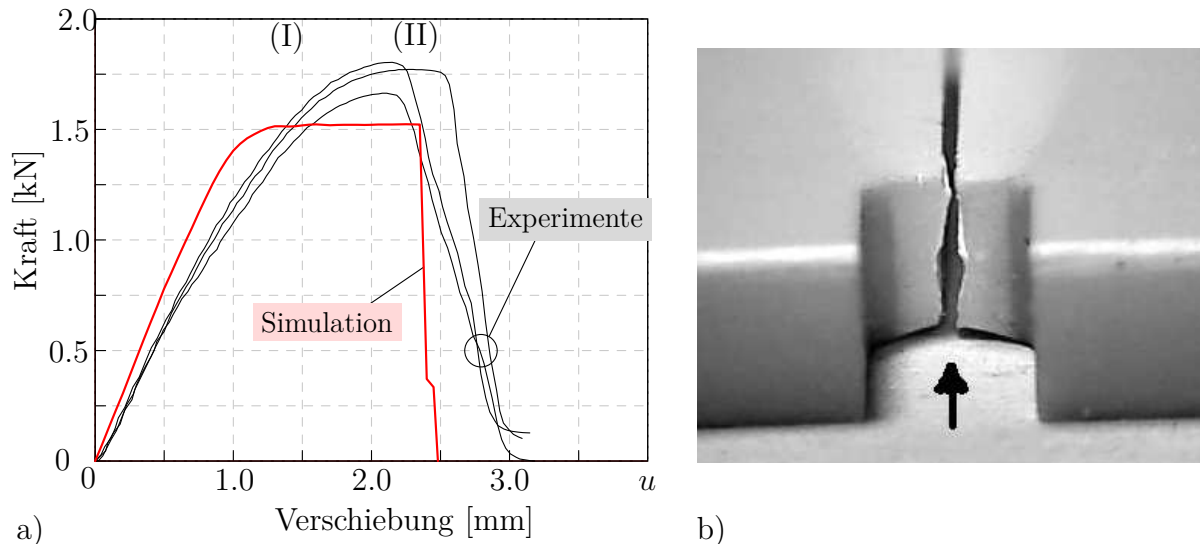 2.0
(I)
(II)
1.5
Kraft [kN]
Experimente
1.0
Simulation
0.5
0
0
1.0
2.0
3.0
u
Verschiebung [mm]
a)
b)